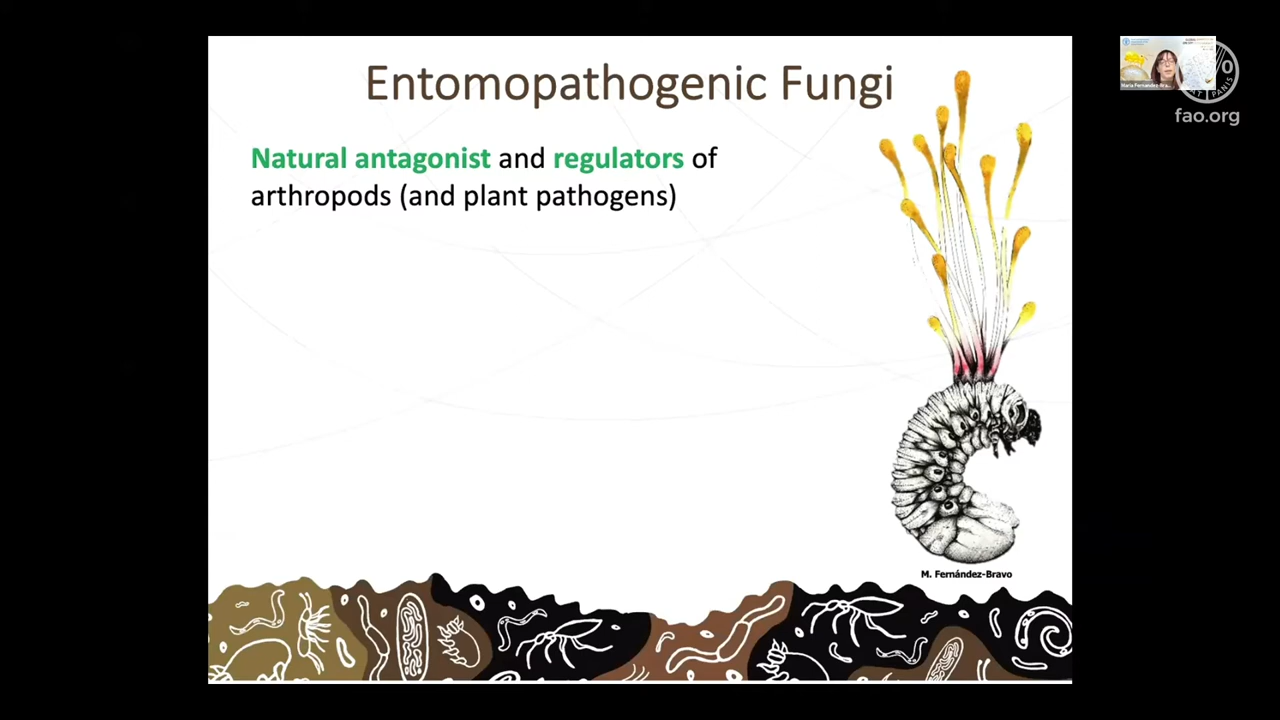 Entomopathogenic Fungi
Natural antagonist and regulators of
arthropods (and plant pathogens)
M. Fernández-Bravo
fao.org